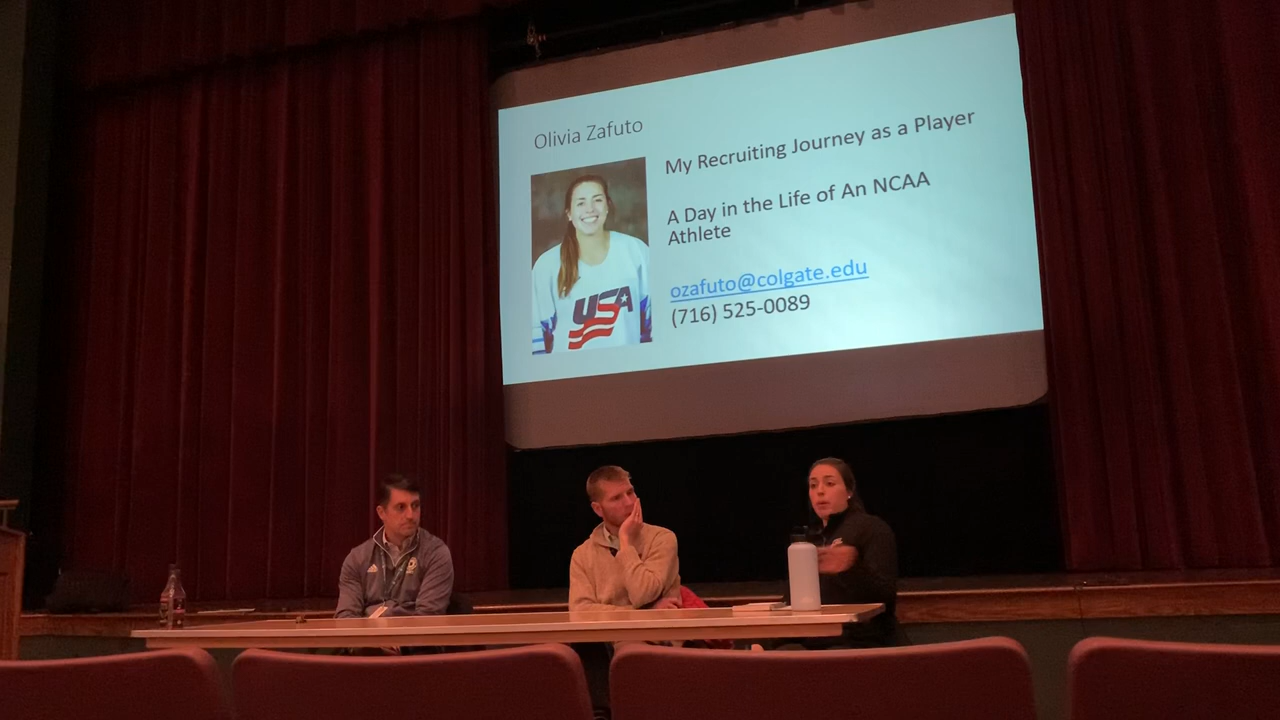 Olivia Zafuto
My Recruiting Journey as a Player
A Day in the Life of An NCAA
Athlete
ozafuto@colgate.edu
(716) 525-0089
USA